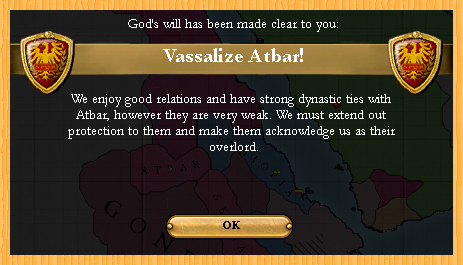 God's will has been made clear to you:
Vassalize Atbar!
We enjoy good relations and have strong dynastic ties with
Atbar, however they are very weak. We must extend out
protection to them and make them acknowledge us as their
overlord.
ATBAR
OK